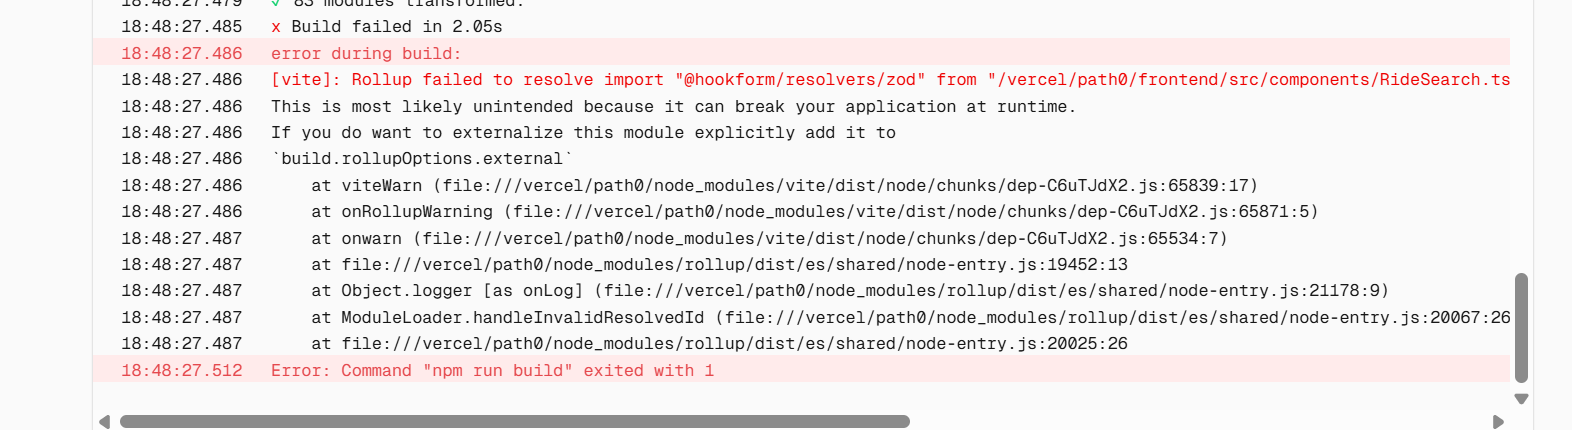 18:48:27.479 ✓ 83 modules transformed.
18:48:27.485 x Build failed in 2.05s
18:48:27.486 error during build:
18:48:27.486 [vite]: Rollup failed to resolve import "@hookform/resolvers/zod" from "/vercel/path0/frontend/src/components/RideSearch.ts
18:48:27.486 This is most likely unintended because it can break your application at runtime.
18:48:27.486 If you do want to externalize this module explicitly add it to
18:48:27.486 `build.rollupOptions.external`
18:48:27.486     at viteWarn (file:///vercel/path0/node_modules/vite/dist/node/chunks/dep-C6uTJdX2.js:65839:17)
18:48:27.486     at onRollupWarning (file:///vercel/path0/node_modules/vite/dist/node/chunks/dep-C6uTJdX2.js:65871:5)
18:48:27.487     at onwarn (file:///vercel/path0/node_modules/vite/dist/node/chunks/dep-C6uTJdX2.js:65534:7)
18:48:27.487     at file:///vercel/path0/node_modules/rollup/dist/es/shared/node-entry.js:19452:13
18:48:27.487     at Object.logger [as onLog] (file:///vercel/path0/node_modules/rollup/dist/es/shared/node-entry.js:21178:9)
18:48:27.487     at ModuleLoader.handleInvalidResolvedId (file:///vercel/path0/node_modules/rollup/dist/es/shared/node-entry.js:20067:26
18:48:27.487     at file:///vercel/path0/node_modules/rollup/dist/es/shared/node-entry.js:20025:26
18:48:27.512 Error: Command "npm run build" exited with 1